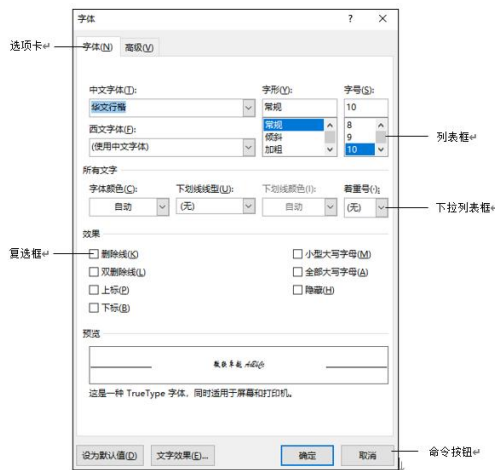 字体 ? ×
选项卡↵
字体(N) 高级(V)
中文字体(T): 字形(Y): 字号(S):
华文行楷 常规 10
西文字体(F): 常规 8
(使用中文字体) 倾斜 9
加粗 10
列表框↵
所有文字
字体颜色(C): 下划线线型(U): 下划线颜色(I): 着重号(·):
自动 (无) 自动 (无)
下拉列表框↵
效果
复选框↵
删除线(K) 小型大写字母(M)
双删除线(L) 全部大写字母(A)
上标(P) 隐藏(H)
下标(B)
预览
这是一种 TrueType 字体，同时适用于屏幕和打印机。
设为默认值(D) 文字效果(E)... 确定 取消
命令按钮↵